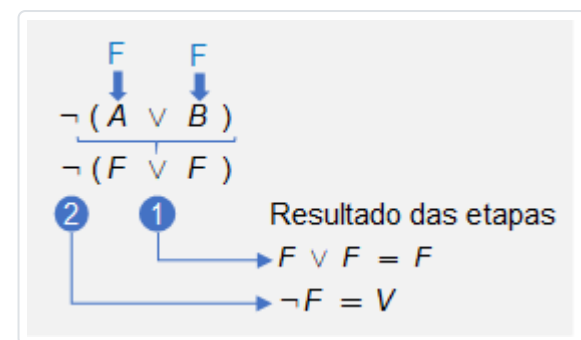 F F
¬ ( A ∨ B )
¬ ( F ∨ F )
2 1 Resultado das etapas
F ∨ F = F
¬F = V